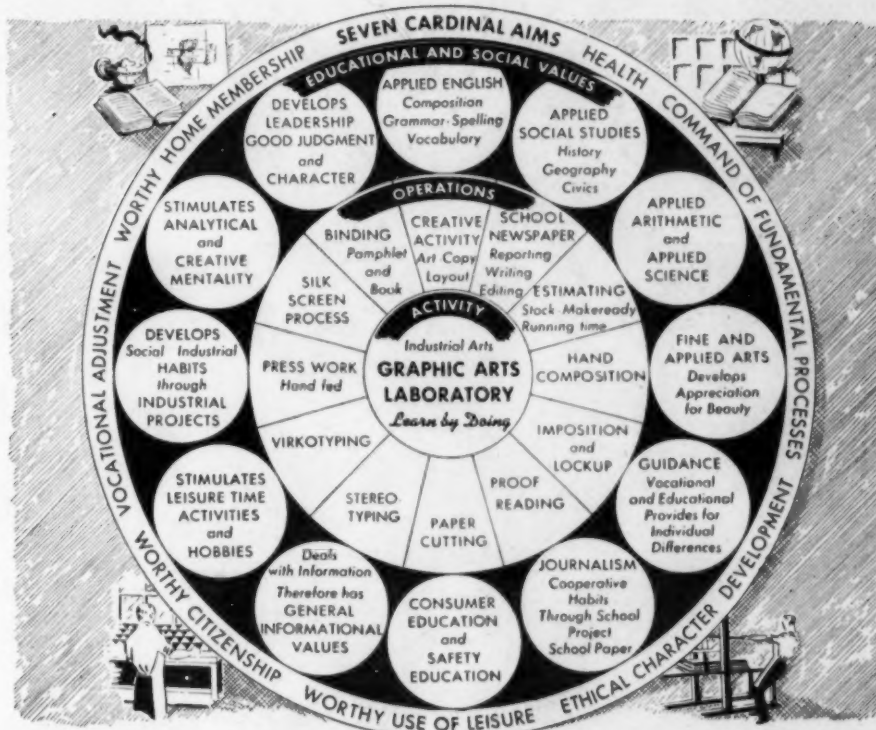 SEVEN CARDINAL AIMS
HEALTH
COMMAND OF FUNDAMENTAL PROCESSES
ETHICAL CHARACTER DEVELOPMENT
WORTHY USE OF LEISURE
WORTHY CITIZENSHIP
VOCATIONAL ADJUSTMENT
WORTHY HOME MEMBERSHIP
EDUCATIONAL AND SOCIAL VALUES
APPLIED ENGLISH
Composition
Grammar-Spelling
Vocabulary
APPLIED
SOCIAL STUDIES
History
Geography
Civics
APPLIED
ARITHMETIC
and
APPLIED
SCIENCE
FINE AND
APPLIED ARTS
Develops
Appreciation
for Beauty
GUIDANCE
Vocational
and Educational
Provides for
Individual
Differences
JOURNALISM
Cooperative
Habits
Through School
Project
School Paper
CONSUMER
EDUCATION
and
SAFETY
EDUCATION
Deals
with Information
Therefore has
GENERAL
INFORMATIONAL
VALUES
STIMULATES
LEISURE TIME
ACTIVITIES
and
HOBBIES
DEVELOPS
Social Industrial
HABITS
through
INDUSTRIAL
PROJECTS
STIMULATES
ANALYTICAL
and
CREATIVE
MENTALITY
DEVELOPS
LEADERSHIP
GOOD JUDGMENT
and
CHARACTER
OPERATIONS
BINDING
Pamphlet
and
Book
CREATIVE
ACTIVITY
Art-Copy
Layout
SCHOOL
NEWSPAPER
Reporting
Writing
Editing
ESTIMATING
Stock-Makeready
Running time
HAND
COMPOSITION
IMPOSITION
and
LOCKUP
PROOF
READING
PAPER
CUTTING
STEREO-
TYPING
VIRKOTYPING
PRESS WORK
Hand fed
SILK
SCREEN
PROCESS
ACTIVITY
Industrial Arts
GRAPHIC ARTS
LABORATORY
Learn by Doing